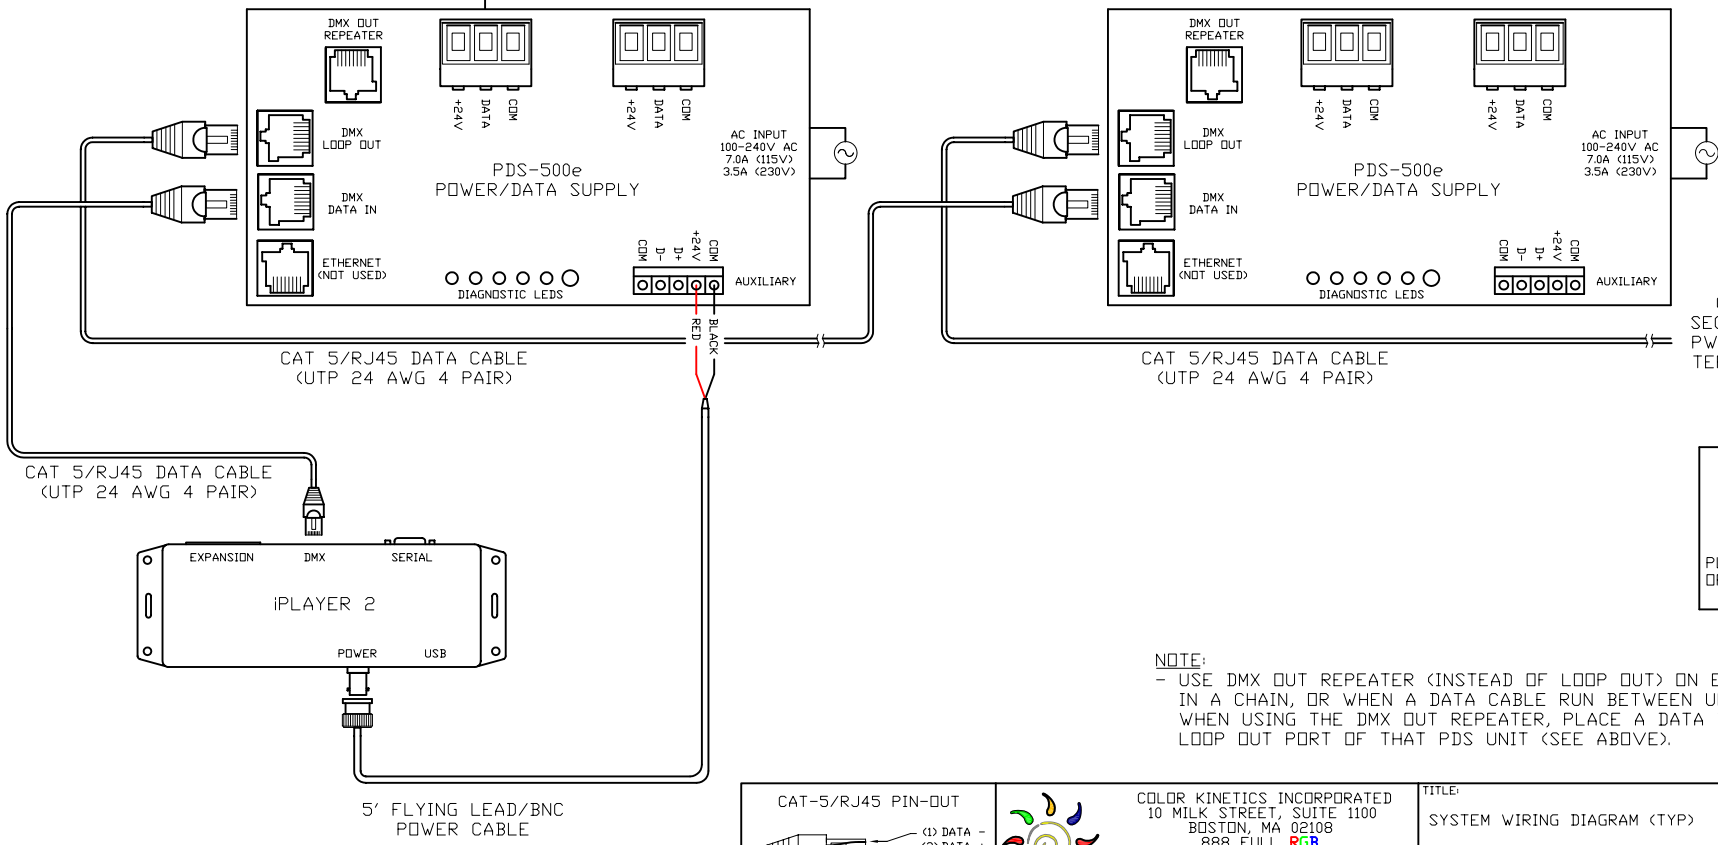 DMX OUT
REPEATER
+24V
DATA
COM
+24V
DATA
COM
DMX
LOOP OUT
AC INPUT
100-240V AC
7.0A (115V)
3.5A (230V)
PDS-500e
POWER/DATA SUPPLY
DMX
DATA IN
ETHERNET
(NOT USED)
COM
D-
D+
+24V
COM
AUXILIARY
DIAGNOSTIC LEDS
RED
BLACK
DMX OUT
REPEATER
+24V
DATA
COM
+24V
DATA
COM
DMX
LOOP OUT
AC INPUT
100-240V AC
7.0A (115V)
3.5A (230V)
PDS-500e
POWER/DATA SUPPLY
DMX
DATA IN
ETHERNET
(NOT USED)
COM
D-
D+
+24V
COM
AUXILIARY
DIAGNOSTIC LEDS
CAT 5/RJ45 DATA CABLE
(UTP 24 AWG 4 PAIR)
CAT 5/RJ45 DATA CABLE
(UTP 24 AWG 4 PAIR)
CAT 5/RJ45 DATA CABLE
(UTP 24 AWG 4 PAIR)
EXPANSION
DMX
SERIAL
iPLAYER 2
POWER
USB
5' FLYING LEAD/BNC
POWER CABLE
NOTE:
- USE DMX OUT REPEATER (INSTEAD OF LOOP OUT) ON
IN A CHAIN, OR WHEN A DATA CABLE RUN BETWEEN
WHEN USING THE DMX OUT REPEATER, PLACE A DATA
LOOP OUT PORT OF THAT PDS UNIT (SEE ABOVE).
CAT-5/RJ45 PIN-OUT
(1) DATA -
COLOR KINETICS INCORPORATED
10 MILK STREET, SUITE 1100
BOSTON, MA 02108
888 FULL RGB
TITLE:
SYSTEM WIRING DIAGRAM (TYP)